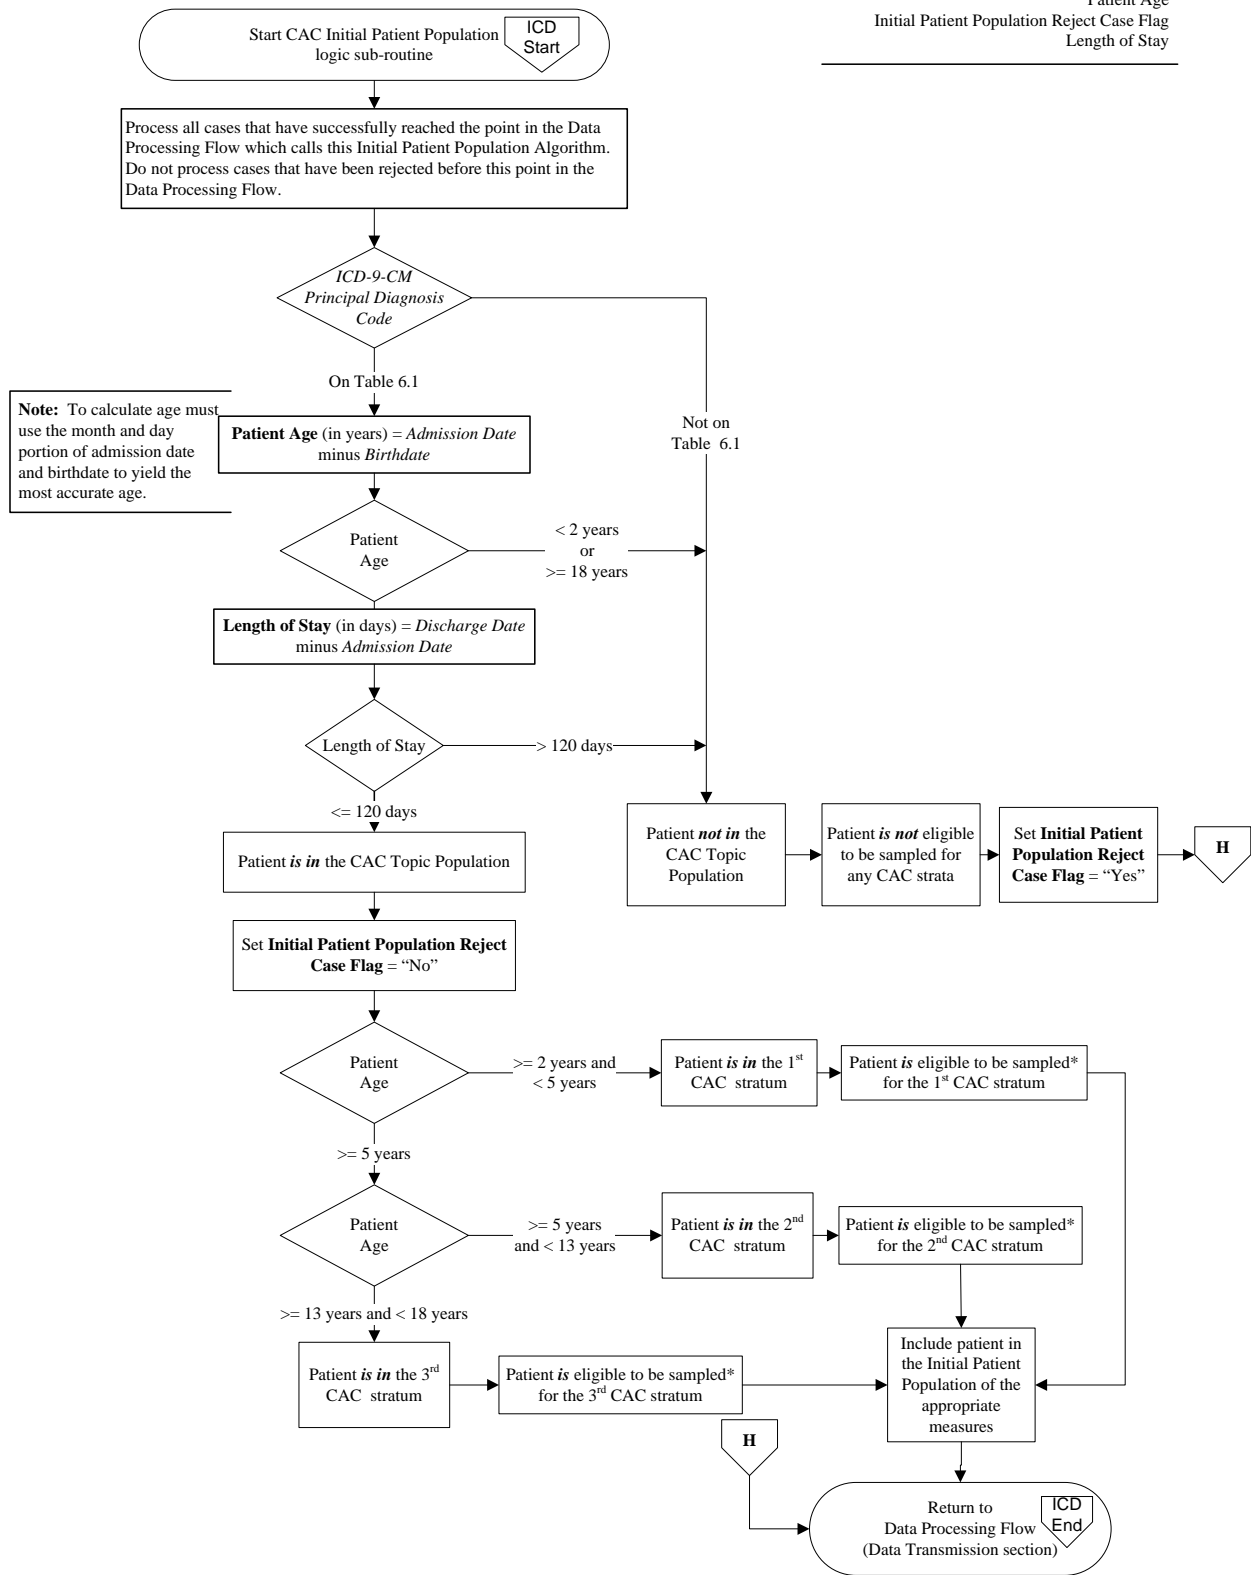 Patient Age
Initial Patient Population Reject Case Flag
Length of Stay
Start CAC Initial Patient Population
logic sub-routine
ICD
Start
Process all cases that have successfully reached the point in the Data
Processing Flow which calls this Initial Patient Population Algorithm.
Do not process cases that have been rejected before this point in the
Data Processing Flow.
ICD-9-CM
Principal Diagnosis
Code
On Table 6.1
Not on
Table 6.1
Note: To calculate age must
use the month and day
portion of admission date
and birthdate to yield the
most accurate age.
Patient Age (in years) = Admission Date
minus Birthdate
Patient
Age
< 2 years
or
>= 18 years
Length of Stay (in days) = Discharge Date
minus Admission Date
Length of Stay
> 120 days
<= 120 days
Patient is in the CAC Topic Population
Patient not in the
CAC Topic
Population
Patient is not eligible
to be sampled for
any CAC strata
Set Initial Patient
Population Reject
Case Flag = “Yes”
H
Set Initial Patient Population Reject
Case Flag = “No”
Patient
Age
>= 2 years and
< 5 years
Patient is in the 1st
CAC stratum
Patient is eligible to be sampled*
for the 1st CAC stratum
>= 5 years
Patient
Age
>= 5 years
and < 13 years
Patient is in the 2nd
CAC stratum
Patient is eligible to be sampled*
for the 2nd CAC stratum
>= 13 years and < 18 years
Patient is in the 3rd
CAC stratum
Patient is eligible to be sampled*
for the 3rd CAC stratum
Include patient in
the Initial Patient
Population of the
appropriate
measures
H
Return to
Data Processing Flow
(Data Transmission section)
ICD
End